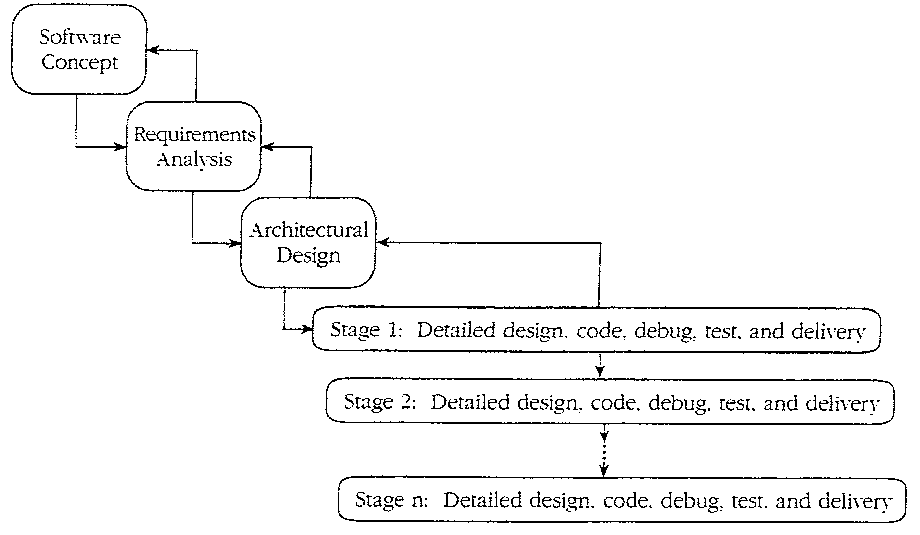 Software
Concept
Requirements
Analysis
Architectural
Design
Stage 1: Detailed design, code, debug, test, and delivery
Stage 2: Detailed design, code, debug, test, and delivery
Stage n: Detailed design, code, debug, test, and delivery